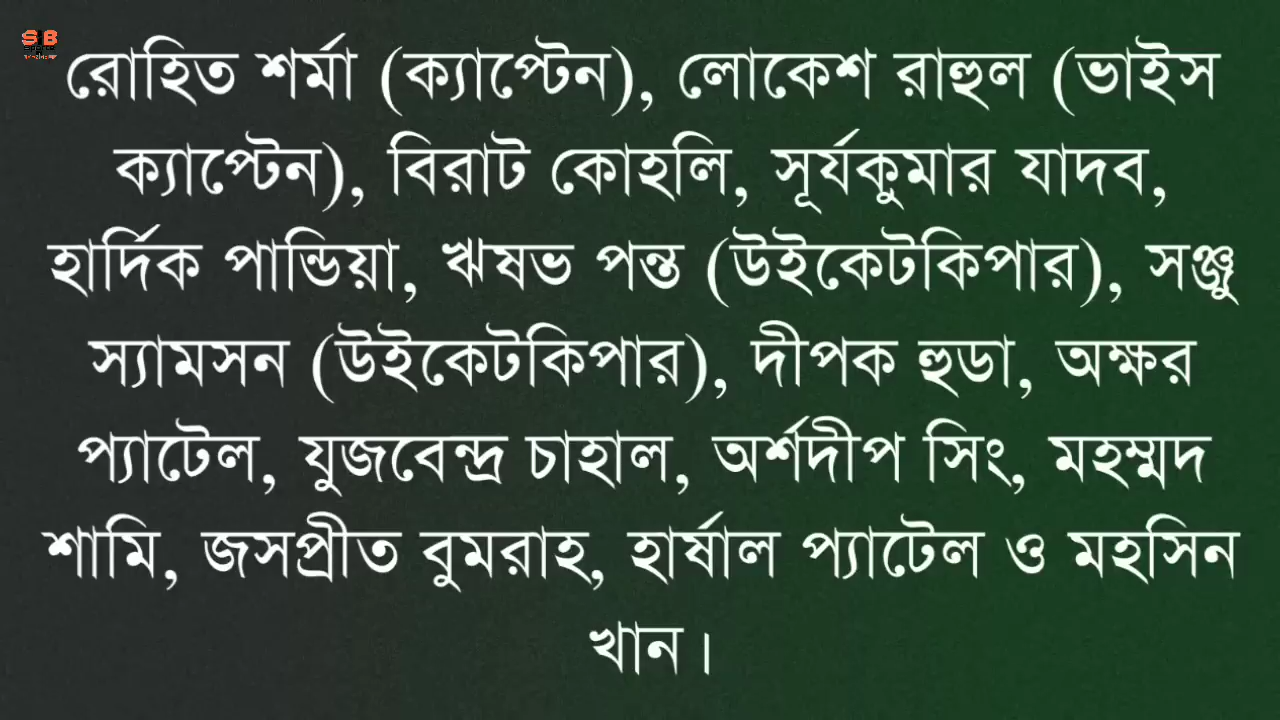 SB
রোহিত শর্মা (ক্যাপ্টেন), লোকেশ রাহুল (ভাইস
ক্যাপ্টেন), বিরাট কোহলি, সূর্যকুমার যাদব,
হার্দিক পান্ডিয়া, ঋষভ পন্ত (উইকেটকিপার), সঞ্জু
স্যামসন (উইকেটকিপার), দীপক হুডা, অক্ষর
প্যাটেল, যুজবেন্দ্র চাহাল, অর্শদীপ সিং, মহম্মদ
শামি, জসপ্রীত বুমরাহ, হার্ষাল প্যাটেল ও মহসিন
খান।